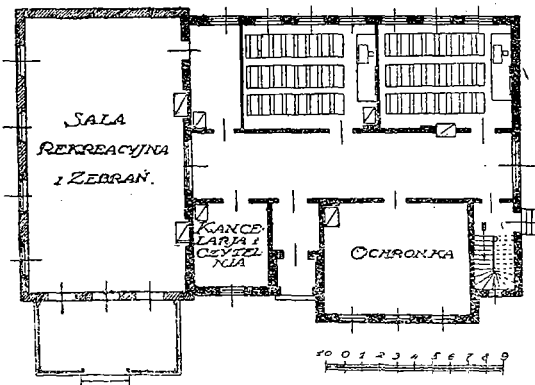 SALA
REKREACYJNA
I ZEBRAŃ.
KANCE-
LARJA I
CZYTEL-
NIA
OCHRONKA
10 0 1 2 3 4 5 6 7 8 9